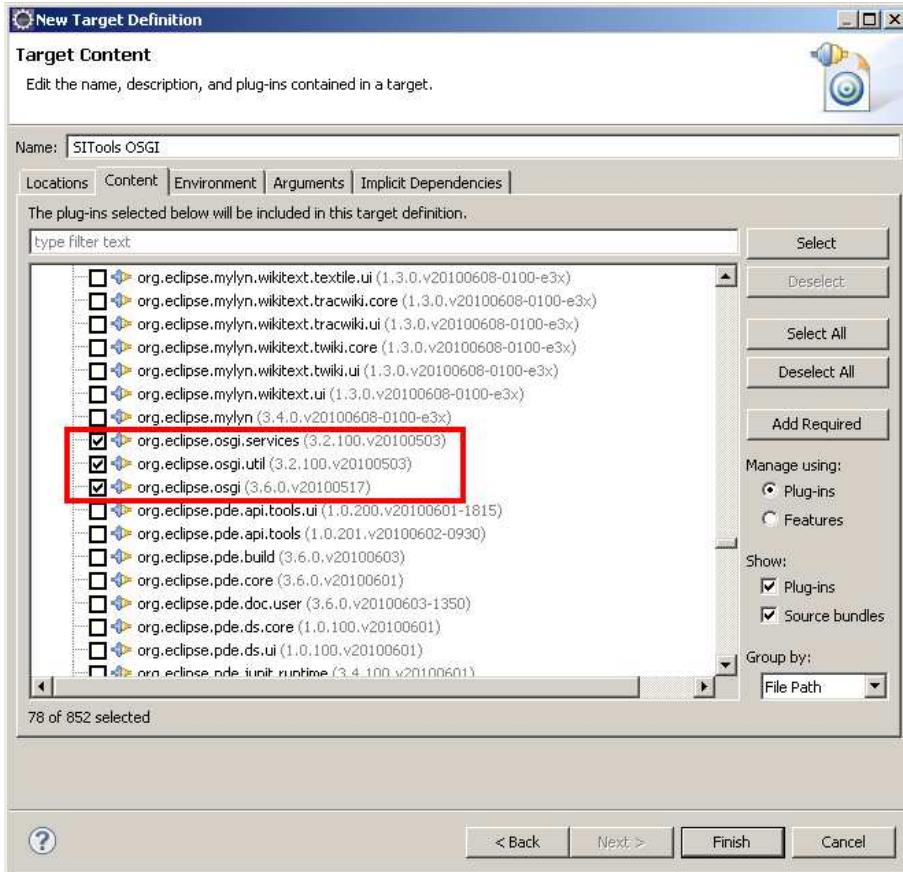 New Target Definition
Target Content
Edit the name, description, and plug-ins contained in a target.
Name: SITools OSGI
Locations Content Environment Arguments Implicit Dependencies
The plug-ins selected below will be included in this target definition.
type filter text
Select
org.eclipse.mylyn.wikitext.textile.ui (1.3.0.v20100608-0100-e3x)
Deselect
org.eclipse.mylyn.wikitext.tracwiki.core (1.3.0.v20100608-0100-e3x)
org.eclipse.mylyn.wikitext.tracwiki.ui (1.3.0.v20100608-0100-e3x)
Select All
org.eclipse.mylyn.wikitext.twiki.core (1.3.0.v20100608-0100-e3x)
org.eclipse.mylyn.wikitext.twiki.ui (1.3.0.v20100608-0100-e3x)
Deselect All
org.eclipse.mylyn.wikitext.ui (1.3.0.v20100608-0100-e3x)
org.eclipse.mylyn (3.4.0.v20100608-0100-e3x)
Add Required
org.eclipse.osgi.services (3.2.100.v20100503)
org.eclipse.osgi.util (3.2.100.v20100503)
Manage using:
org.eclipse.osgi (3.6.0.v20100517)
Plug-ins
org.eclipse.pde.api.tools.ui (1.0.200.v20100601-1815)
Features
org.eclipse.pde.api.tools (1.0.201.v20100602-0930)
org.eclipse.pde.build (3.6.0.v20100603)
Show:
org.eclipse.pde.core (3.6.0.v20100601)
Plug-ins
org.eclipse.pde.doc.user (3.6.0.v20100603-1350)
Source bundles
org.eclipse.pde.ds.core (1.0.100.v20100601)
org.eclipse.pde.ds.ui (1.0.100.v20100601)
Group by:
org.eclipse.pde.junit.runtime (3.4.100.v20100601)
File Path
78 of 852 selected
< Back Next > Finish Cancel